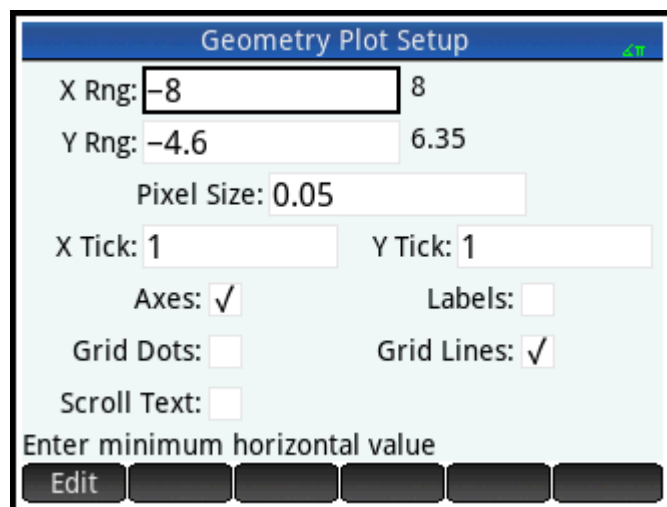 Geometry Plot Setup
∡π
X Rng: −8 8
Y Rng: −4.6 6.35
Pixel Size: 0.05
X Tick: 1 Y Tick: 1
Axes: √ Labels:
Grid Dots: Grid Lines: √
Scroll Text:
Enter minimum horizontal value
Edit